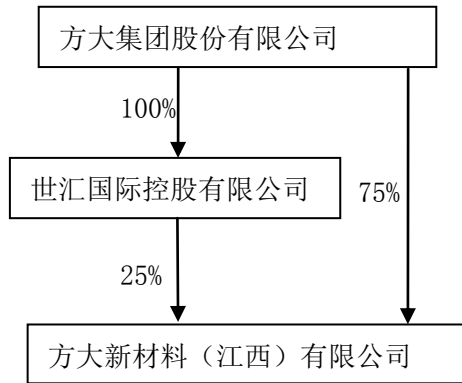 方大集团股份有限公司
100%
世汇国际控股有限公司
75%
25%
方大新材料（江西）有限公司